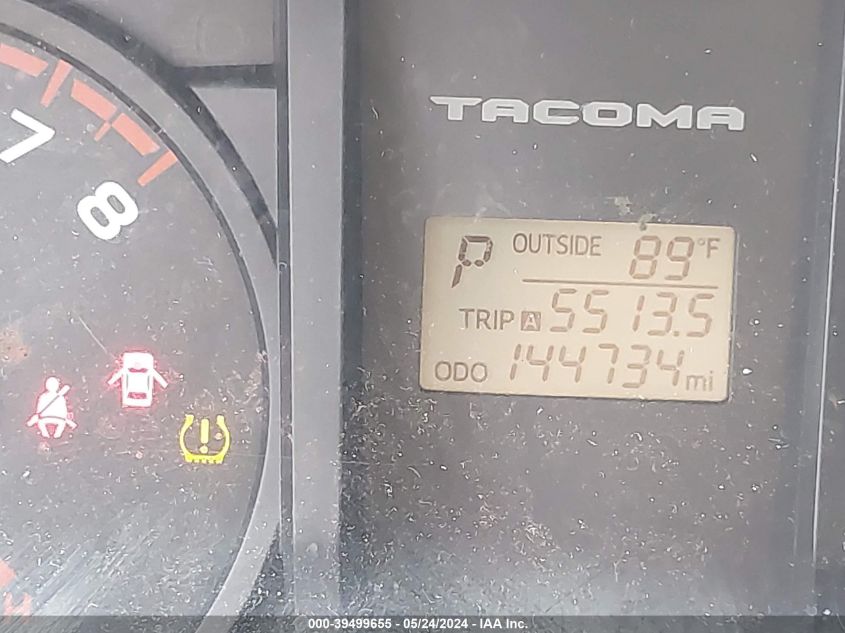 7
8
TACOMA
P OUTSIDE 89°F
TRIP A 5513.5
ODO 144734 mi
H
000-39499655 - 05/24/2024 - IAA Inc.